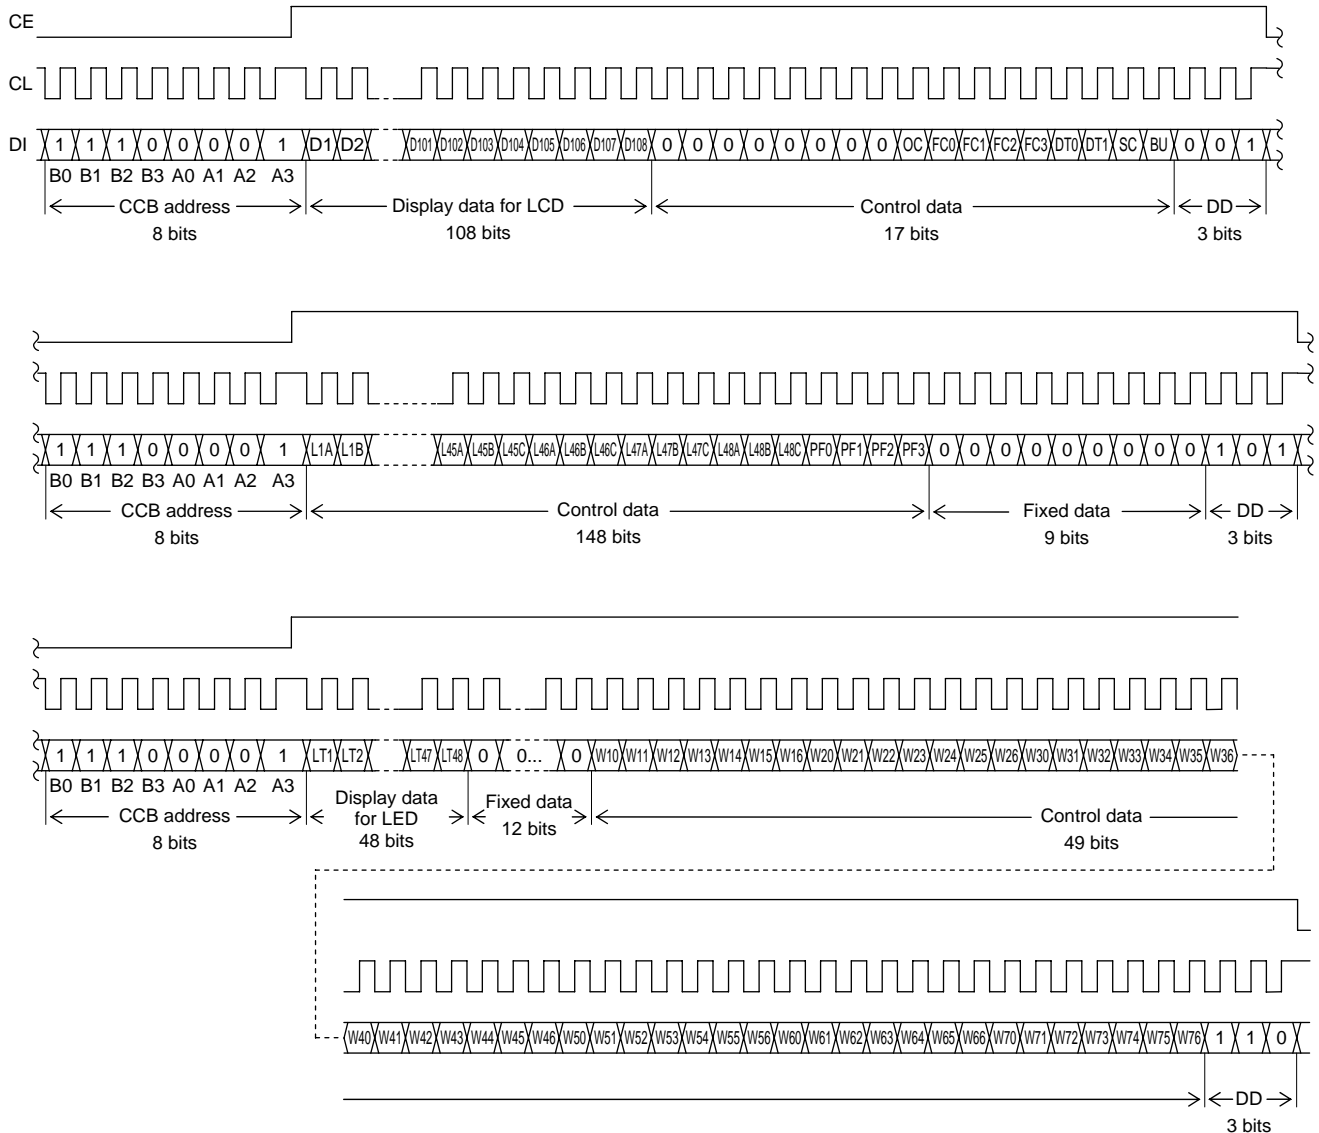 CE
CL
DI 1 1 1 0 0 0 0 1 D1 D2 D101 D102 D103 D104 D105 D106 D107 D108 0 0 0 0 0 0 0 0 OC FC0 FC1 FC2 FC3 DT0 DT1 SC BU 0 0 1
B0 B1 B2 B3 A0 A1 A2 A3
CCB address Display data for LCD Control data DD
8 bits 108 bits 17 bits 3 bits
1 1 1 0 0 0 0 1 L1A L1B L45A L45B L45C L46A L46B L46C L47A L47B L47C L48A L48B L48C PF0 PF1 PF2 PF3 0 0 0 0 0 0 0 0 0 1 0 1
B0 B1 B2 B3 A0 A1 A2 A3
CCB address Control data Fixed data DD
8 bits 148 bits 9 bits 3 bits
1 1 1 0 0 0 0 1 LT1 LT2 LT47 LT48 0 0... 0 W10 W11 W12 W13 W14 W15 W16 W20 W21 W22 W23 W24 W25 W26 W30 W31 W32 W33 W34 W35 W36
B0 B1 B2 B3 A0 A1 A2 A3
CCB address Display data for LED Fixed data Control data
8 bits 48 bits 12 bits 49 bits
W40 W41 W42 W43 W44 W45 W46 W50 W51 W52 W53 W54 W55 W56 W60 W61 W62 W63 W64 W65 W66 W70 W71 W72 W73 W74 W75 W76 1 1 0
DD
3 bits